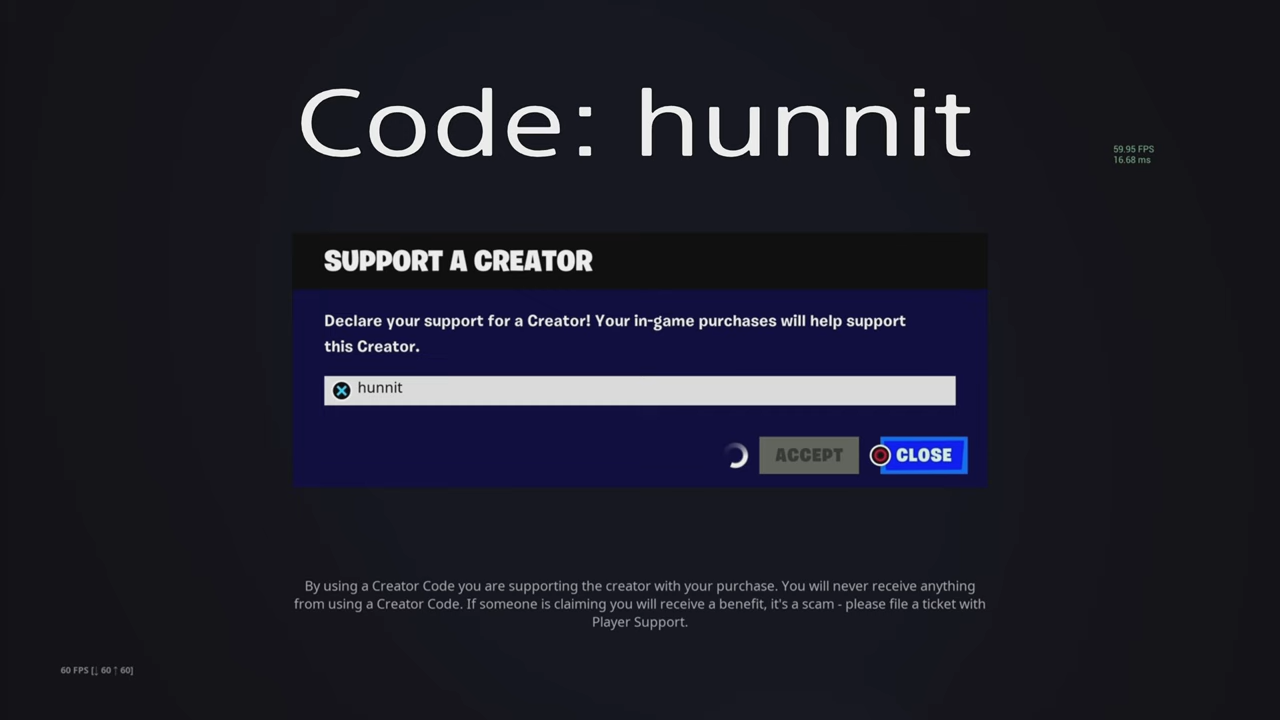 Code: hunnit
59.95 FPS
16.68 ms
SUPPORT A CREATOR
Declare your support for a Creator! Your in-game purchases will help support
this Creator.
hunnit
ACCEPT
CLOSE
By using a Creator Code you are supporting the creator with your purchase. You will never receive anything
from using a Creator Code. If someone is claiming you will receive a benefit, it's a scam - please file a ticket with
Player Support.
60 FPS [↓ 60 ↑ 60]